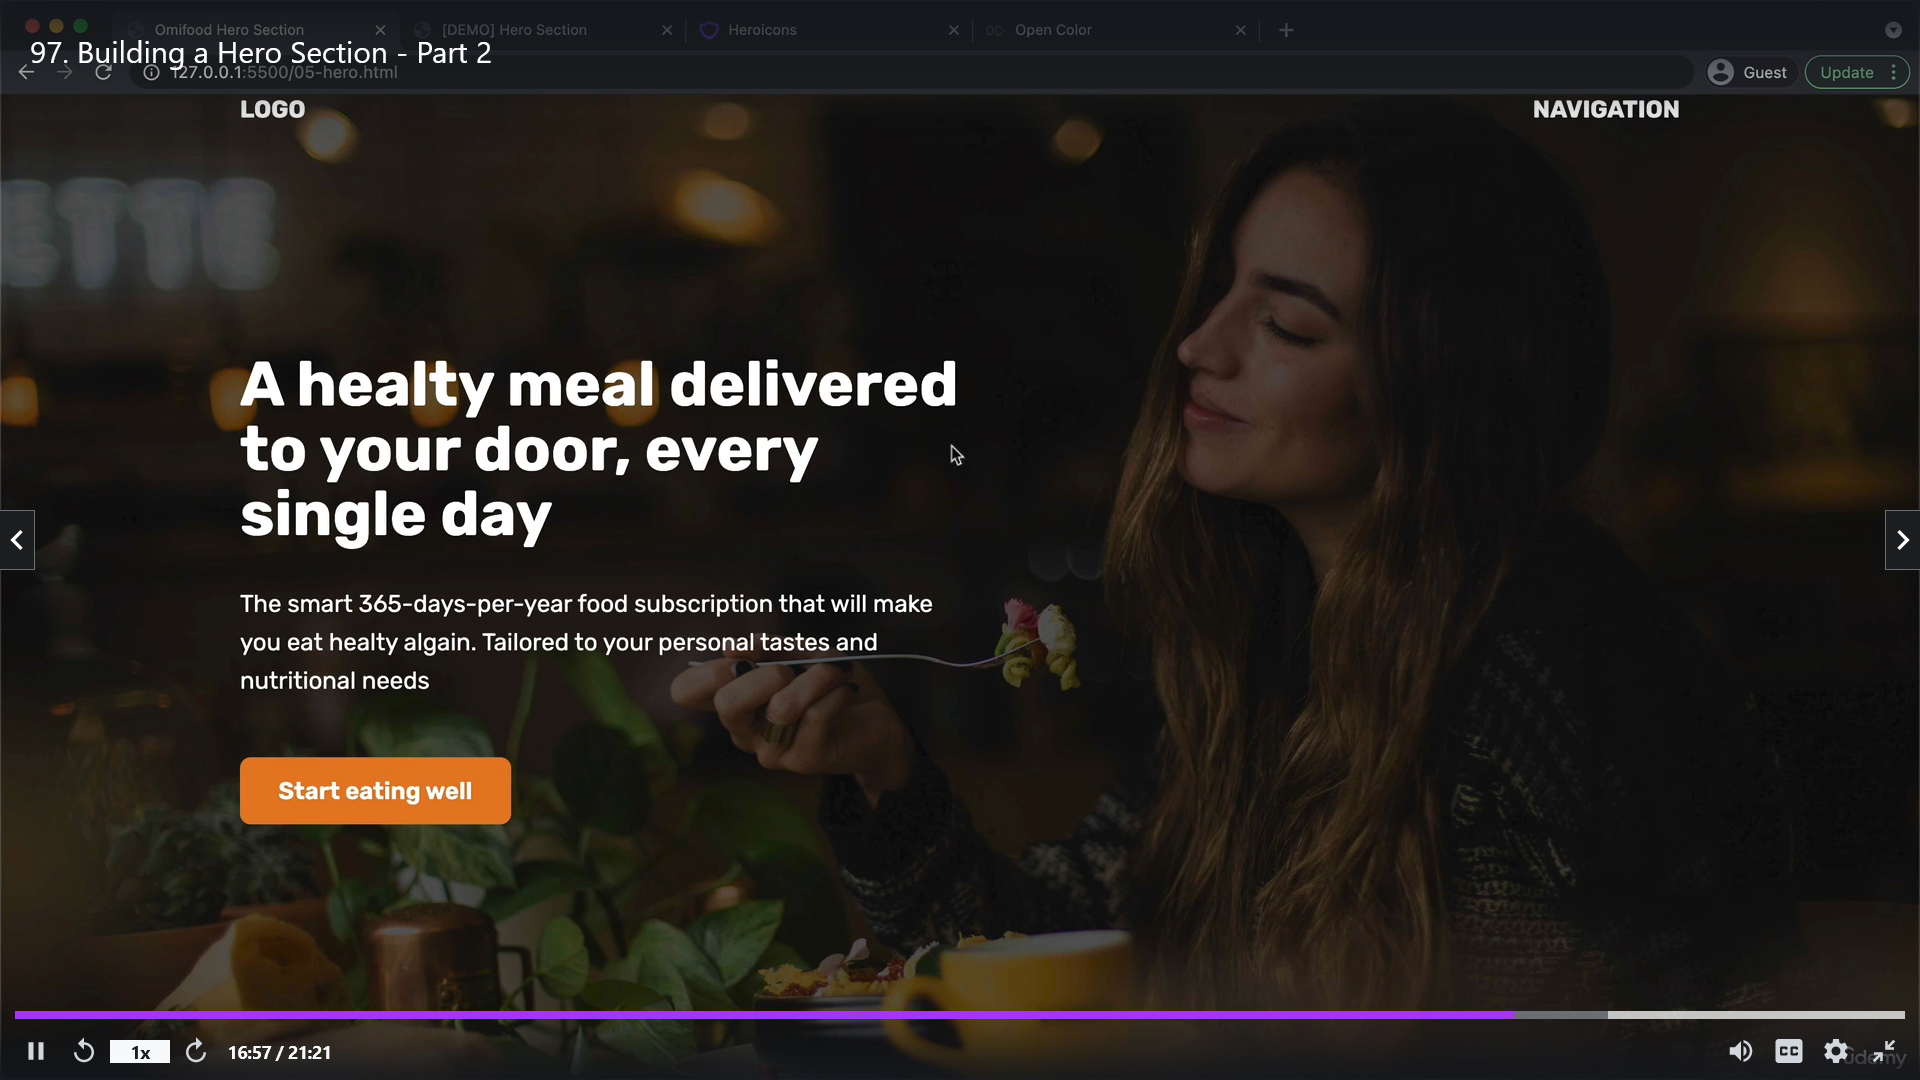 Omifood Hero Section
[DEMO] Hero Section
Heroicons
Open Color
97. Building a Hero Section - Part 2
127.0.0.1:5500/05-hero.html
Guest
Update
LOGO
NAVIGATION
ETTE
A healty meal delivered
to your door, every
single day
The smart 365-days-per-year food subscription that will make
you eat healty algain. Tailored to your personal tastes and
nutritional needs
Start eating well
1x
16:57 / 21:21
CC
ûdemy